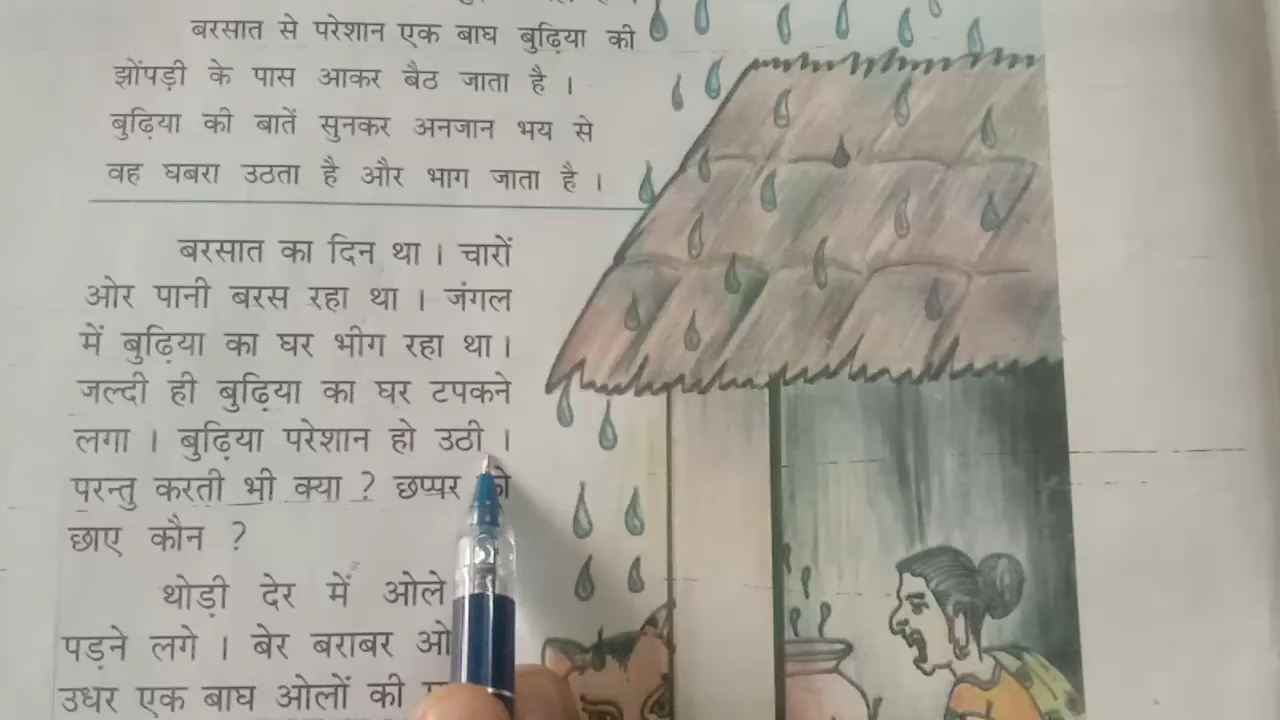 बरसात से परेशान एक बाघ बुढ़िया की
झोंपड़ी के पास आकर बैठ जाता है ।
बुढ़िया की बातें सुनकर अनजान भय से
वह घबरा उठता है और भाग जाता है ।
बरसात का दिन था । चारों
ओर पानी बरस रहा था । जंगल
में बुढ़िया का घर भीग रहा था ।
जल्दी ही बुढ़िया का घर टपकने
लगा । बुढ़िया परेशान हो उठी ।
परन्तु करती भी क्या ? छप्पर को
छाए कौन ?
थोड़ी देर में ओले
पड़ने लगे । बेर बराबर
उधर एक बाघ ओलों की